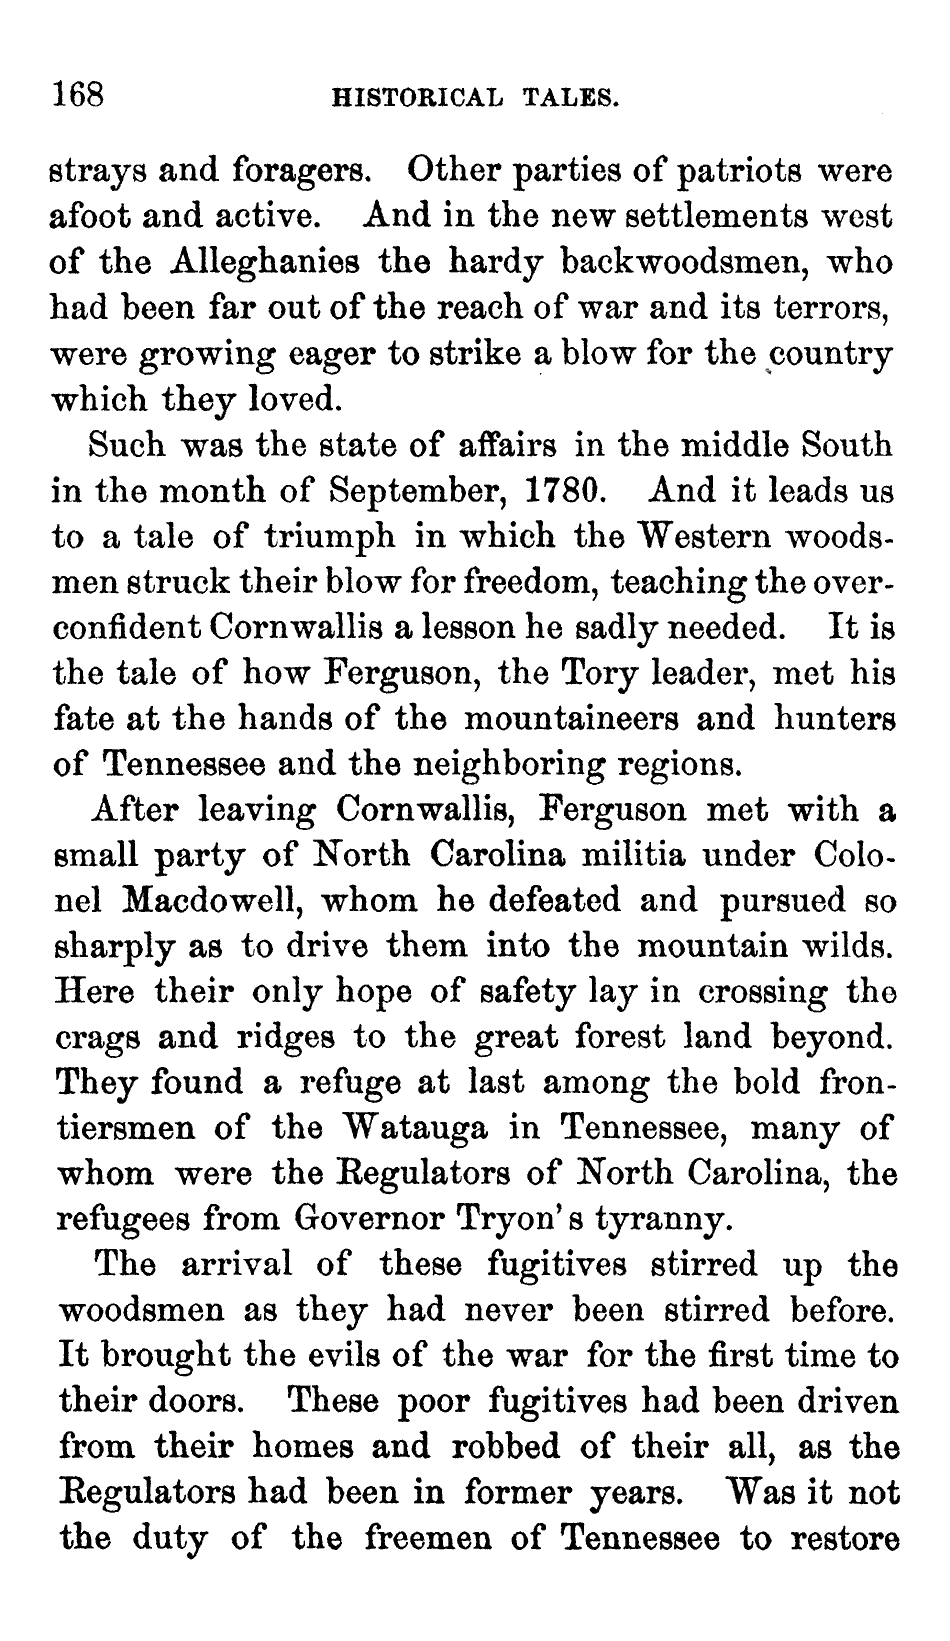 168 HISTORICAL TALES.
strays and foragers. Other parties of patriots were
afoot and active. And in the new settlements west
of the Alleghanies the hardy backwoodsmen, who
had been far out of the reach of war and its terrors,
were growing eager to strike a blow for the country
which they loved.
Such was the state of affairs in the middle South
in the month of September, 1780. And it leads us
to a tale of triumph in which the Western woods-
men struck their blow for freedom, teaching the over-
confident Cornwallis a lesson he sadly needed. It is
the tale of how Ferguson, the Tory leader, met his
fate at the hands of the mountaineers and hunters
of Tennessee and the neighboring regions.
After leaving Cornwallis, Ferguson met with a
small party of North Carolina militia under Colo-
nel Macdowell, whom he defeated and pursued so
sharply as to drive them into the mountain wilds.
Here their only hope of safety lay in crossing the
crags and ridges to the great forest land beyond.
They found a refuge at last among the bold fron-
tiersmen of the Watauga in Tennessee, many of
whom were the Regulators of North Carolina, the
refugees from Governor Tryon's tyranny.
The arrival of these fugitives stirred up the
woodsmen as they had never been stirred before.
It brought the evils of the war for the first time to
their doors. These poor fugitives had been driven
from their homes and robbed of their all, as the
Regulators had been in former years. Was it not
the duty of the freemen of Tennessee to restore